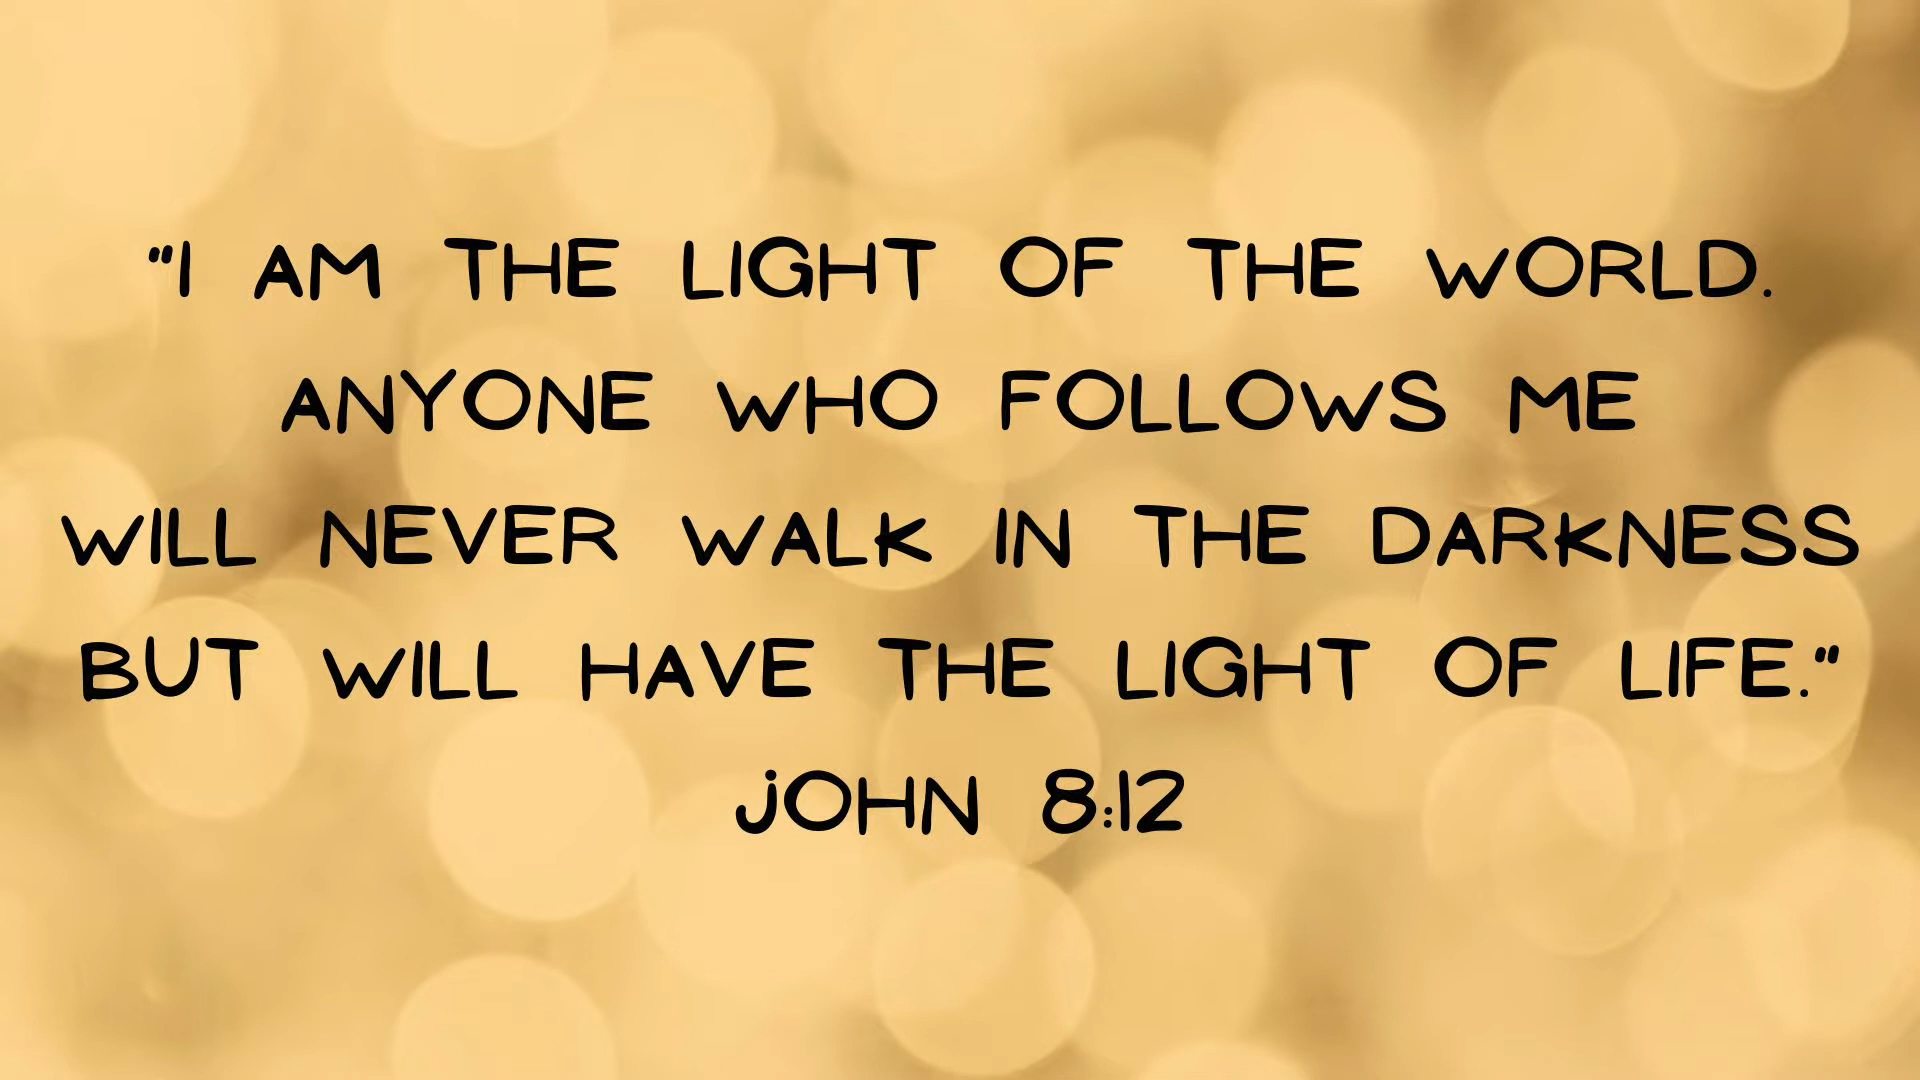 "I AM THE LIGHT OF THE WORLD.
ANYONE WHO FOLLOWS ME
WILL NEVER WALK IN THE DARKNESS
BUT WILL HAVE THE LIGHT OF LIFE."
JOHN 8:12